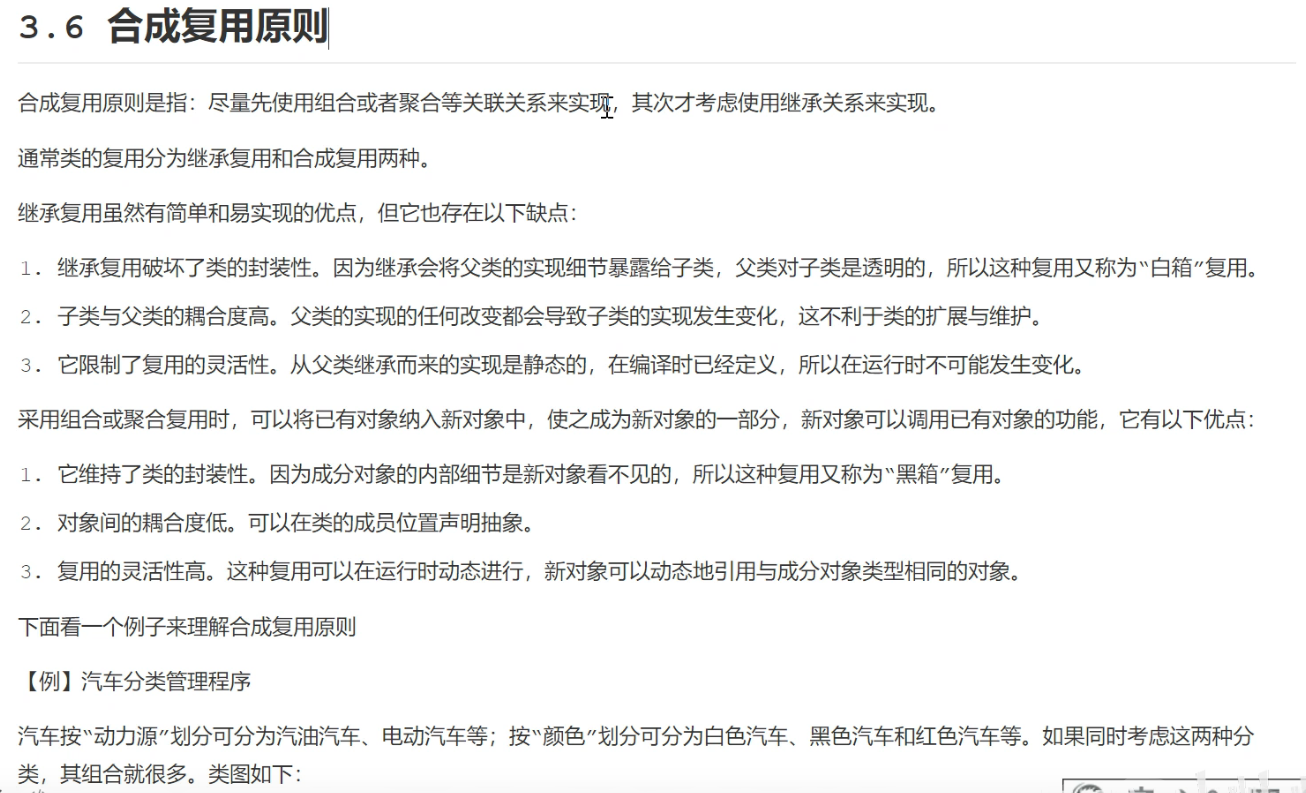 3.6 合成复用原则
合成复用原则是指：尽量先使用组合或者聚合等关联关系来实现，其次才考虑使用继承关系来实现。
通常类的复用分为继承复用和合成复用两种。
继承复用虽然有简单和易实现的优点，但它也存在以下缺点：
1. 继承复用破坏了类的封装性。因为继承会将父类的实现细节暴露给子类，父类对子类是透明的，所以这种复用又称为“白箱”复用。
2. 子类与父类的耦合度高。父类的实现的任何改变都会导致子类的实现发生变化，这不利于类的扩展与维护。
3. 它限制了复用的灵活性。从父类继承而来的实现是静态的，在编译时已经定义，所以在运行时不可能发生变化。
采用组合或聚合复用时，可以将已有对象纳入新对象中，使之成为新对象的一部分，新对象可以调用已有对象的功能，它有以下优点：
1. 它维持了类的封装性。因为成分对象的内部细节是新对象看不见的，所以这种复用又称为“黑箱”复用。
2. 对象间的耦合度低。可以在类的成员位置声明抽象。
3. 复用的灵活性高。这种复用可以在运行时动态进行，新对象可以动态地引用与成分对象类型相同的对象。
下面看一个例子来理解合成复用原则
【例】汽车分类管理程序
汽车按“动力源”划分可分为汽油汽车、电动汽车等；按“颜色”划分可分为白色汽车、黑色汽车和红色汽车等。如果同时考虑这两种分
类，其组合就很多。类图如下：